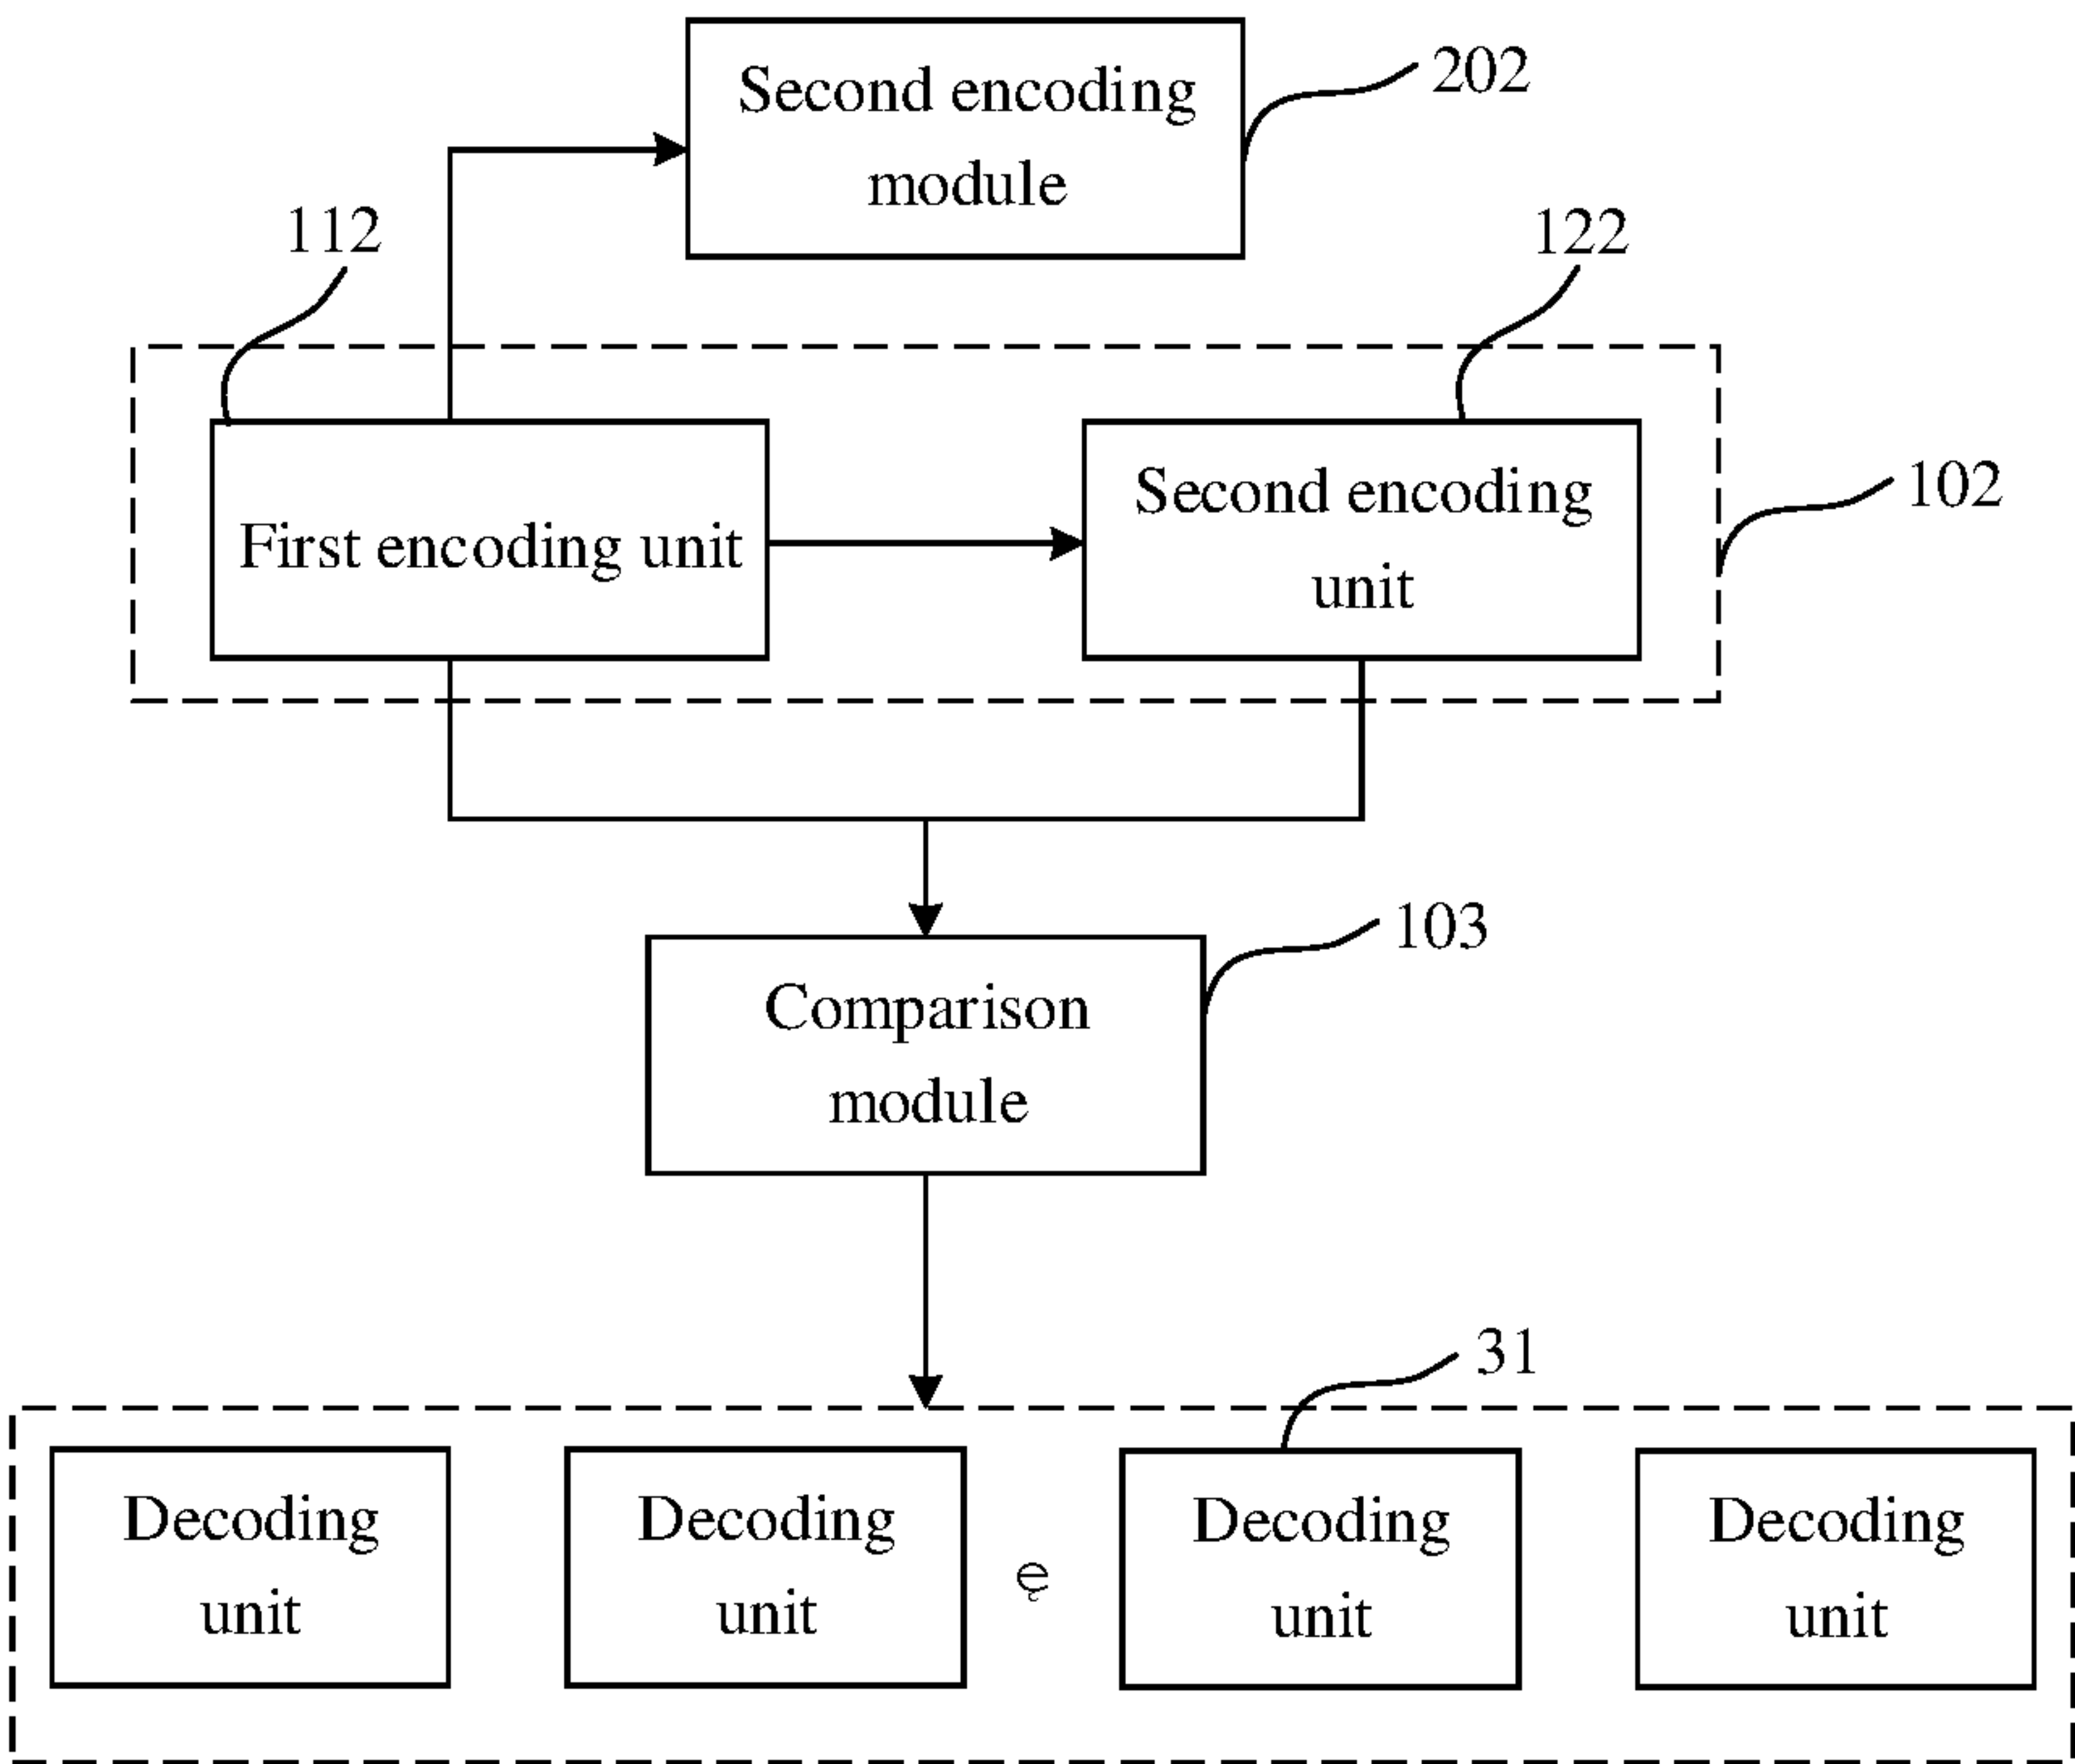 Second encoding
module
202
112
122
First encoding unit
Second encoding
unit
102
Comparison
module
103
31
Decoding
unit
Decoding
unit
ę
Decoding
unit
Decoding
unit